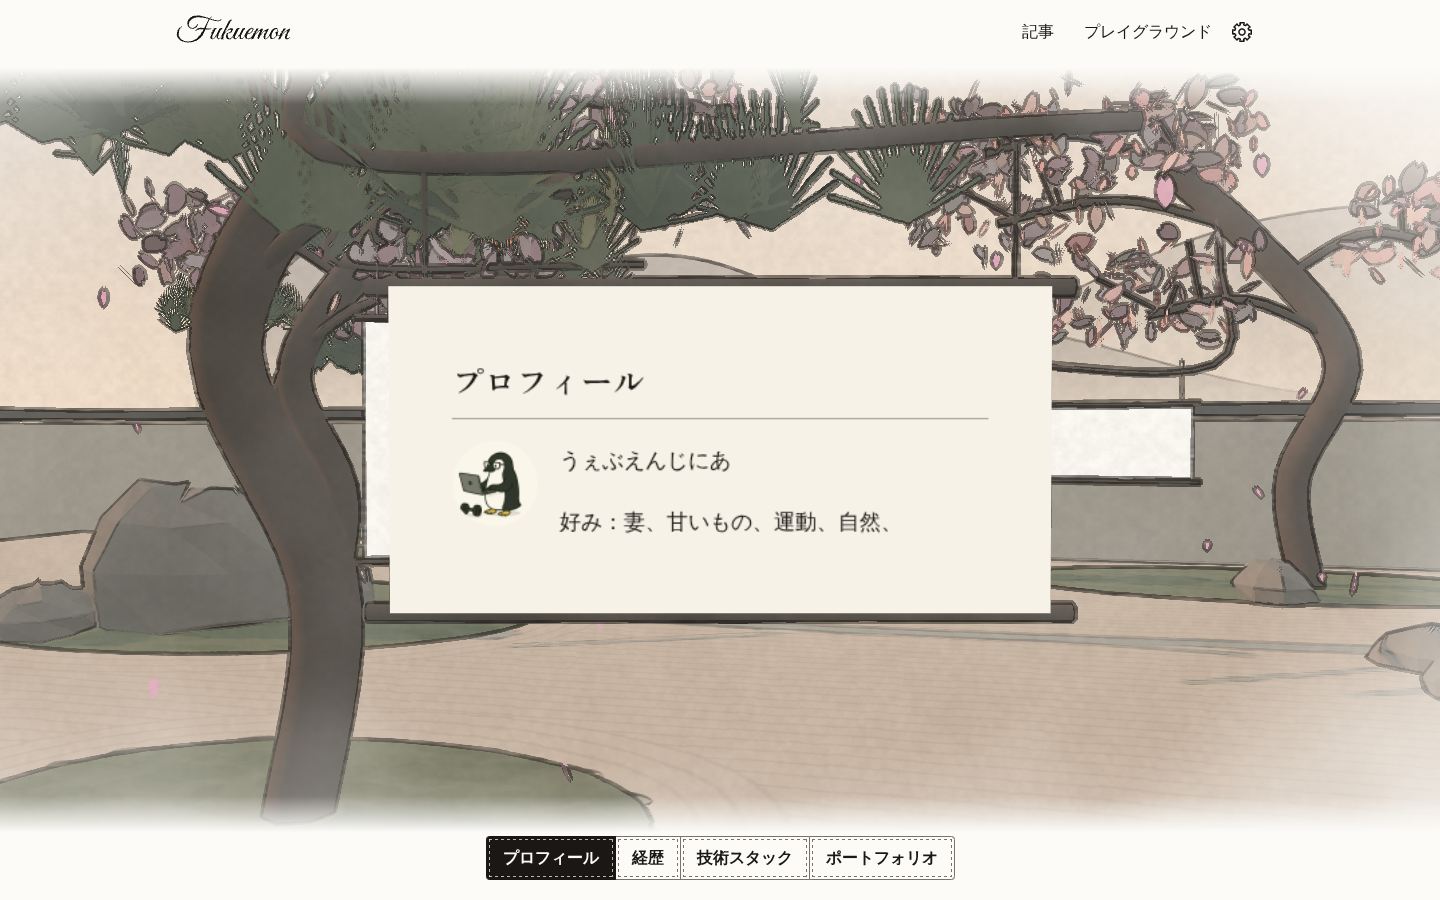 Fukuemon
記事
プレイグラウンド
プロフィール
うぇぶえんじにあ
好み：妻、甘いもの、運動、自然、
プロフィール
経歴
技術スタック
ポートフォリオ